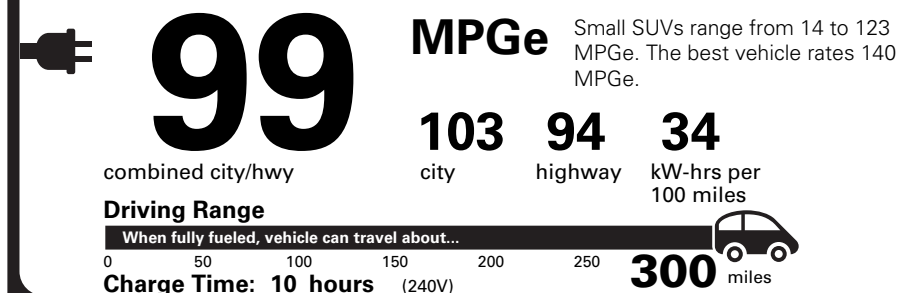 99
MPGe
Small SUVs range from 14 to 123
MPGe. The best vehicle rates 140
MPGe.
103 94 34
combined city/hwy city highway kW-hrs per
100 miles
Driving Range
When fully fueled, vehicle can travel about...
0 50 100 150 200 250 300 miles
Charge Time: 10 hours (240V)